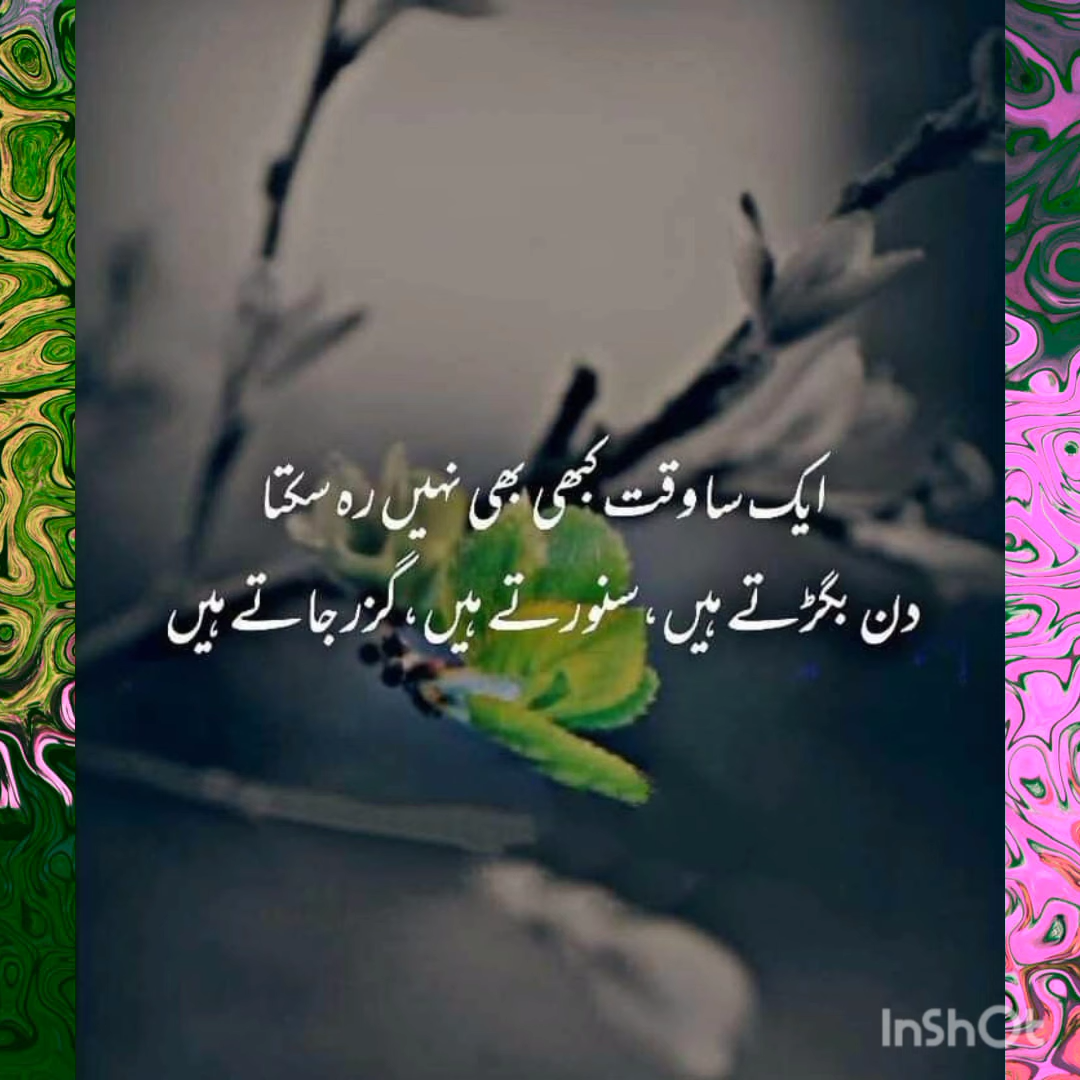 ایک سا وقت کبھی بھی نہیں رہ سکتا
دن بگڑتے ہیں، سنورتے ہیں، گزر جاتے ہیں
InShOt